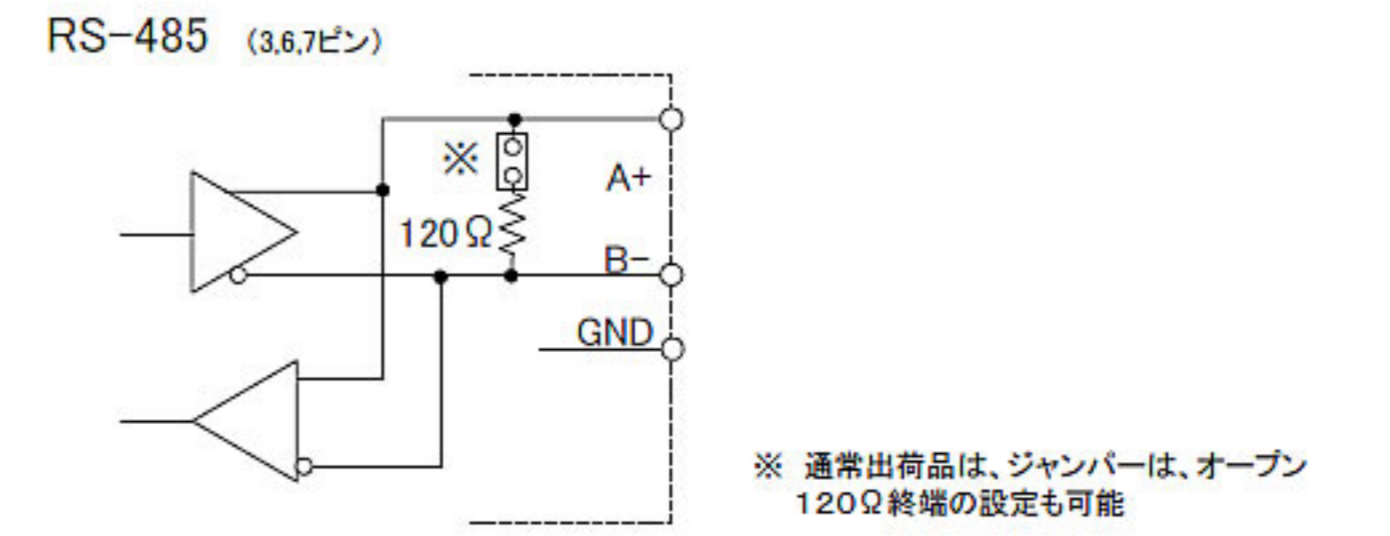 RS-485 (3,6,7ピン)
※
A+
120Ω
B-
GND
※ 通常出荷品は、ジャンパーは、オープン
120Ω終端の設定も可能